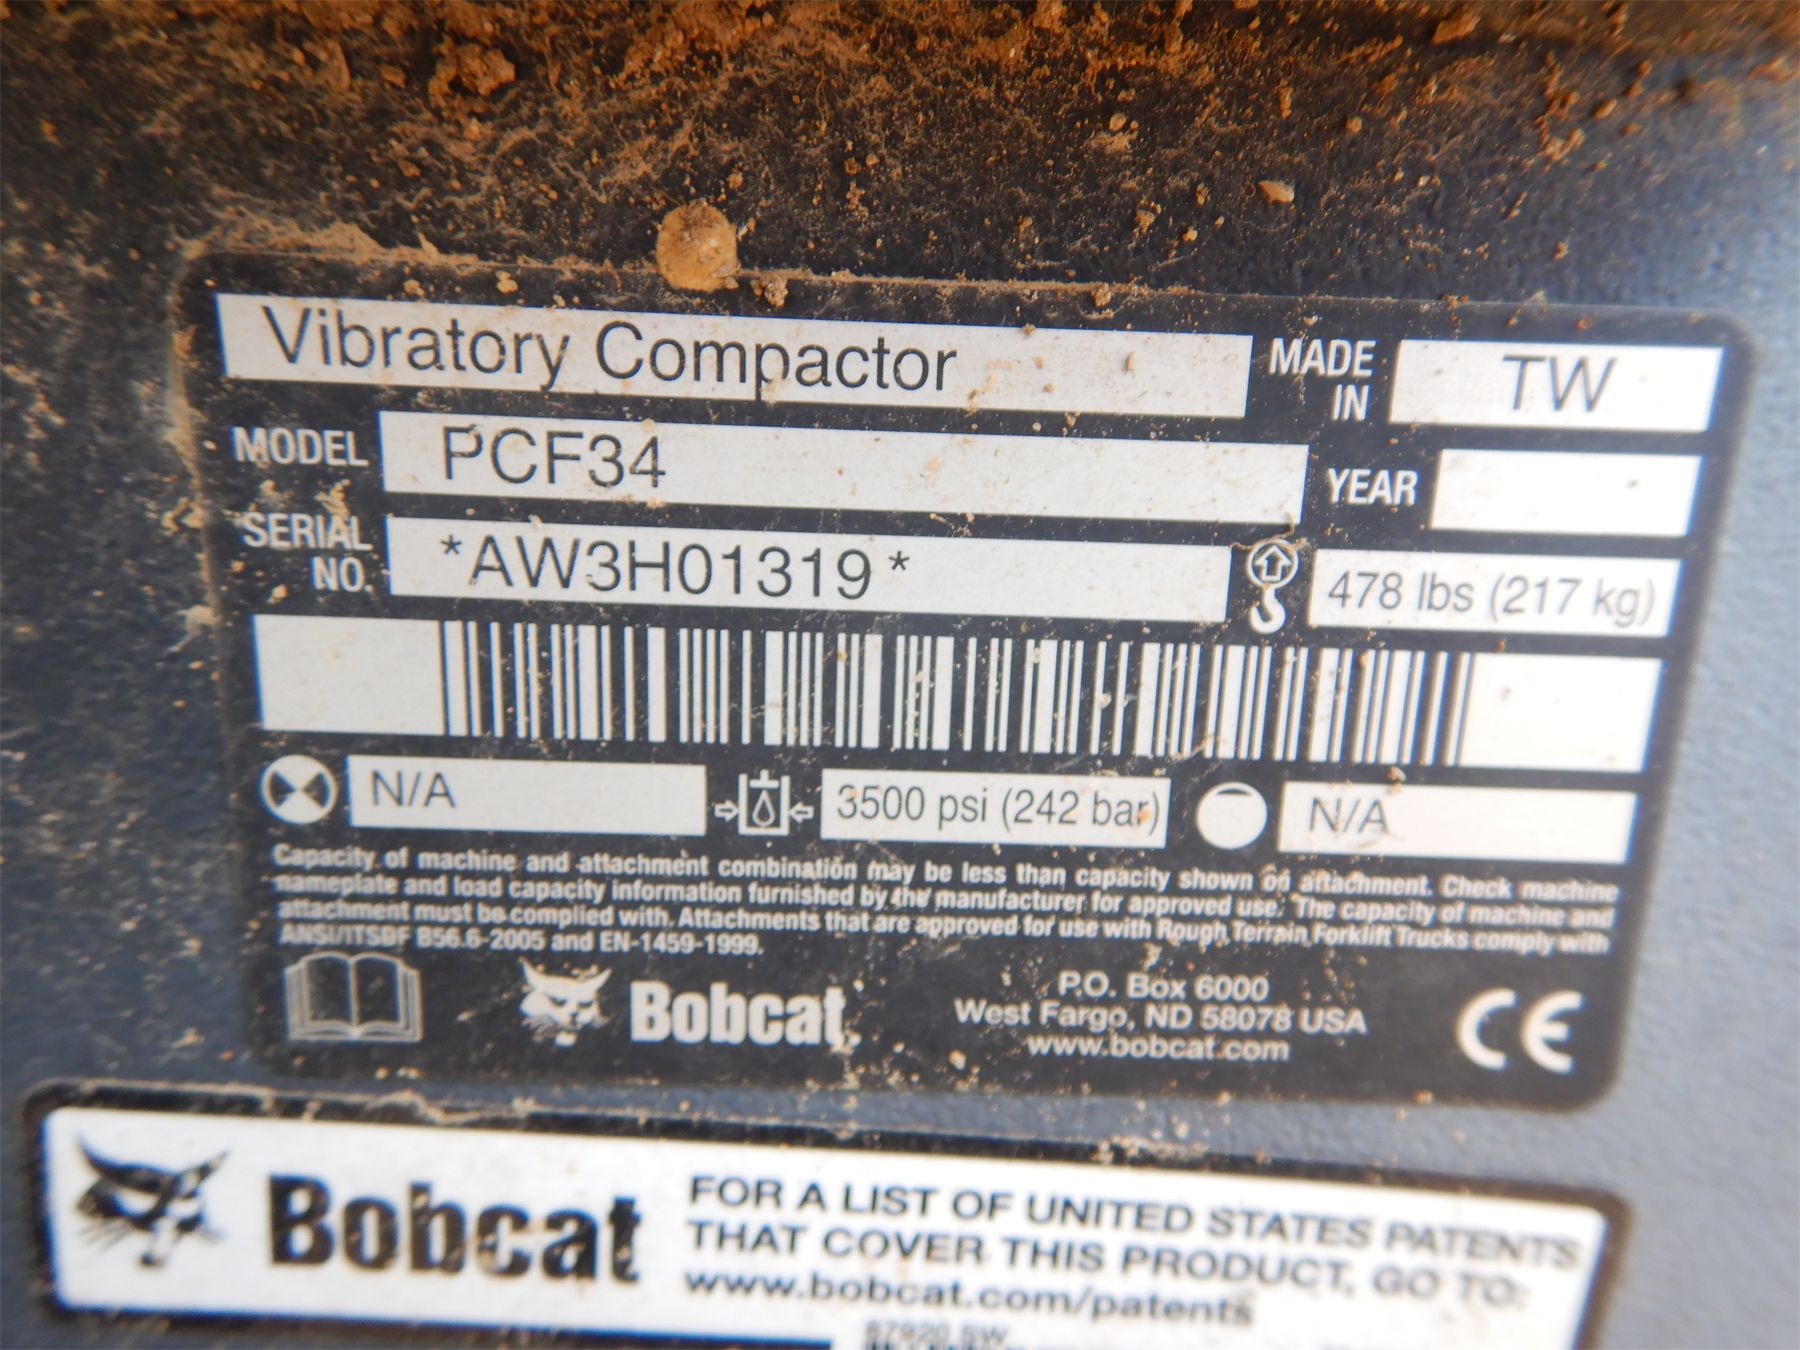 Vibratory Compactor
MADE IN
TW
MODEL
PCF34
YEAR
SERIAL NO.
*AW3H01319*
478 lbs (217 kg)
N/A
3500 psi (242 bar)
N/A
Capacity of machine and attachment combination may be less than capacity shown on attachment. Check machine
nameplate and load capacity information furnished by the manufacturer for approved use. The capacity of machine and
attachment must be complied with. Attachments that are approved for use with Rough Terrain Forklift Trucks comply with
ANSI/ITSDF B56.6-2005 and EN-1459-1999.
Bobcat
P.O. Box 6000
West Fargo, ND 58078 USA
www.bobcat.com
CE
Bobcat
FOR A LIST OF UNITED STATES PATENTS
THAT COVER THIS PRODUCT, GO TO:
www.bobcat.com/patents